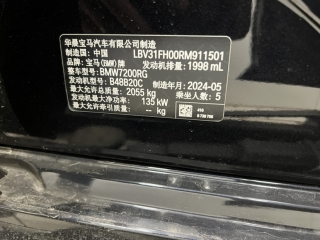 华晨宝马汽车有限公司制造
制造国: 中国 LBV31FH00RM911501
品牌: 宝马(BMW)牌 发动机排量: 1998 mL
整车型号: BMW7200RG
发动机型号: B48B20C 制造年月: 2024-05
最大允许总质量: 2055 kg 乘坐人数: 5
发动机最大净功率: 135 kW
最大允许牵引质量: -- kg